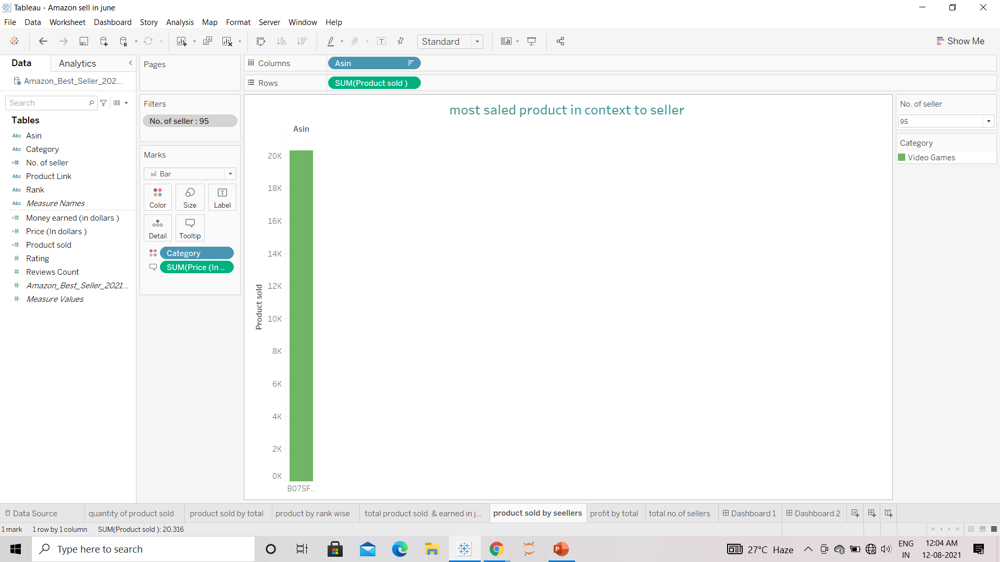 Tableau - Amazon sell in june
File Data Worksheet Dashboard Story Analysis Map Format Server Window Help
Standard
Show Me
Data Analytics
Amazon_Best_Seller_202...
Search
Tables
Abc Asin
Abc Category
No. of seller
Abc Product Link
Abc Rank
Abc Measure Names
Money earned (in dollars )
Price (In dollars )
Product sold
Rating
Reviews Count
Amazon_Best_Seller_2021...
Measure Values
Pages
Filters
No. of seller : 95
Marks
Bar
Color Size Label
Detail Tooltip
Category
SUM(Price (In ..
Columns Asin
Rows SUM(Product sold )
most saled product in context to seller
Asin
20K
18K
16K
14K
12K
10K
8K
6K
4K
2K
0K
Product sold
B07SF..
No. of seller
95
Category
Video Games
Data Source quantity of product sold product sold by total product by rank wise total product sold & earned in j... product sold by seellers profit by total total no.of sellers Dashboard 1 Dashboard 2
1 mark 1 row by 1 column SUM(Product sold ): 20,316
Type here to search
27°C Haze
ENG
IN
12:04 AM
12-08-2021